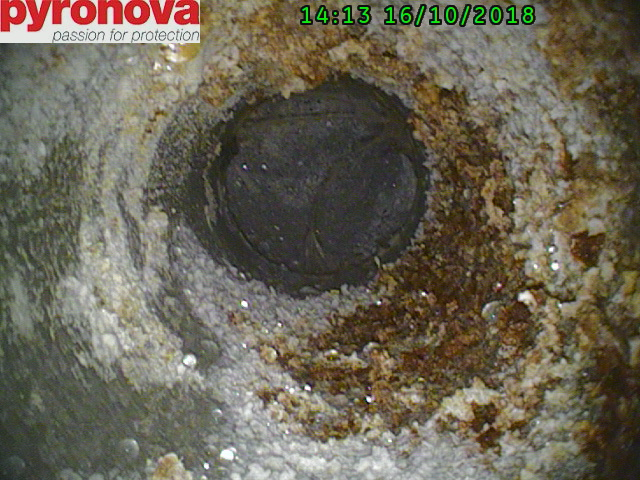 pyronova
passion for protection
14:13 16/10/2018